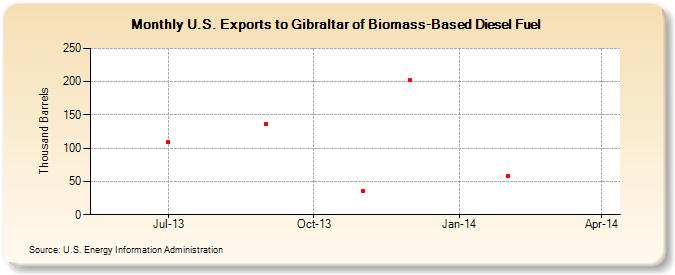 Monthly U.S. Exports to Gibraltar of Biomass-Based Diesel Fuel
Thousand Barrels
250
200
150
100
50
0
Jul-13
Oct-13
Jan-14
Apr-14
Source: U.S. Energy Information Administration